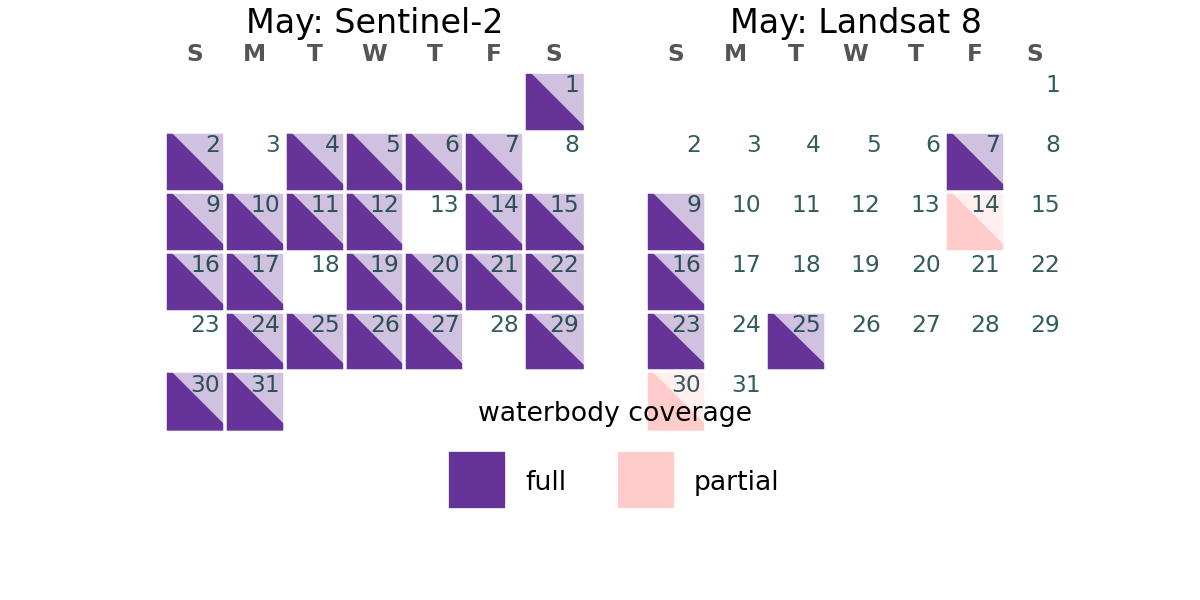 May: Sentinel-2
S M T W T F S
1
2 3 4 5 6 7 8
9 10 11 12 13 14 15
16 17 18 19 20 21 22
23 24 25 26 27 28 29
30 31
May: Landsat 8
S M T W T F S
1
2 3 4 5 6 7 8
9 10 11 12 13 14 15
16 17 18 19 20 21 22
23 24 25 26 27 28 29
30 31
waterbody coverage
full partial